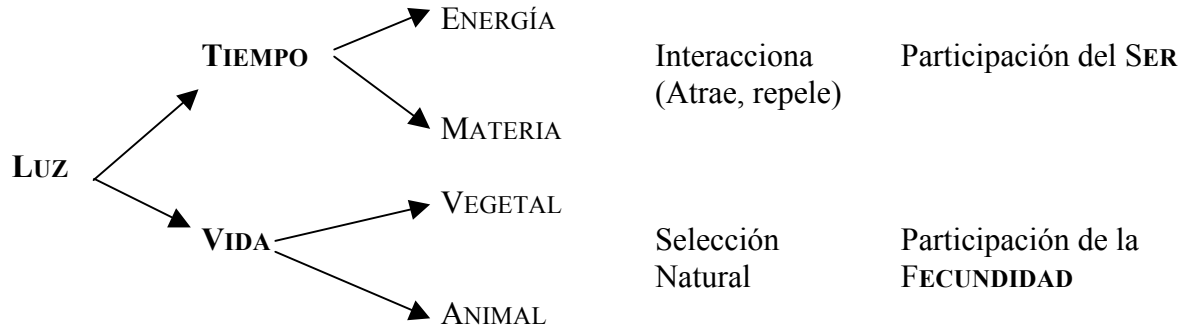 ENERGÍA
TIEMPO Interacciona Participación del SER
(Atrae, repele)
MATERIA
LUZ
VEGETAL
VIDA Selección Participación de la
Natural FECUNDIDAD
ANIMAL